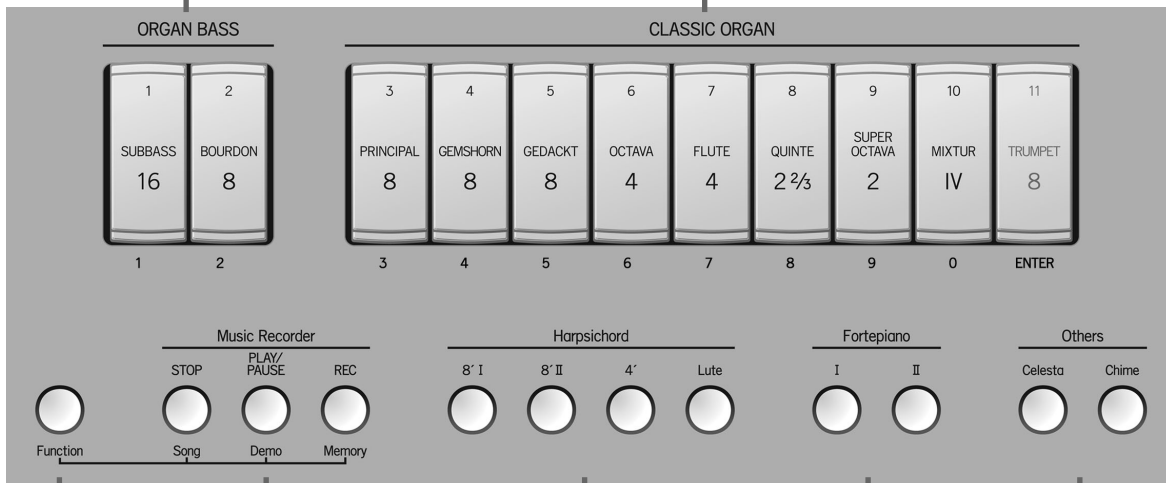 ORGAN BASS
CLASSIC ORGAN
1 2 3 4 5 6 7 8 9 10 11
SUBBASS BOURDON PRINCIPAL GEMSHORN GEDACKT OCTAVA FLUTE QUINTE SUPER OCTAVA MIXTUR TRUMPET
16 8 8 8 8 4 4 2 ⅔ 2 IV 8
1 2 3 4 5 6 7 8 9 0 ENTER
Music Recorder
Harpsichord
Fortepiano
Others
STOP PLAY/PAUSE REC 8´ I 8´ II 4´ Lute I II Celesta Chime
Function Song Demo Memory